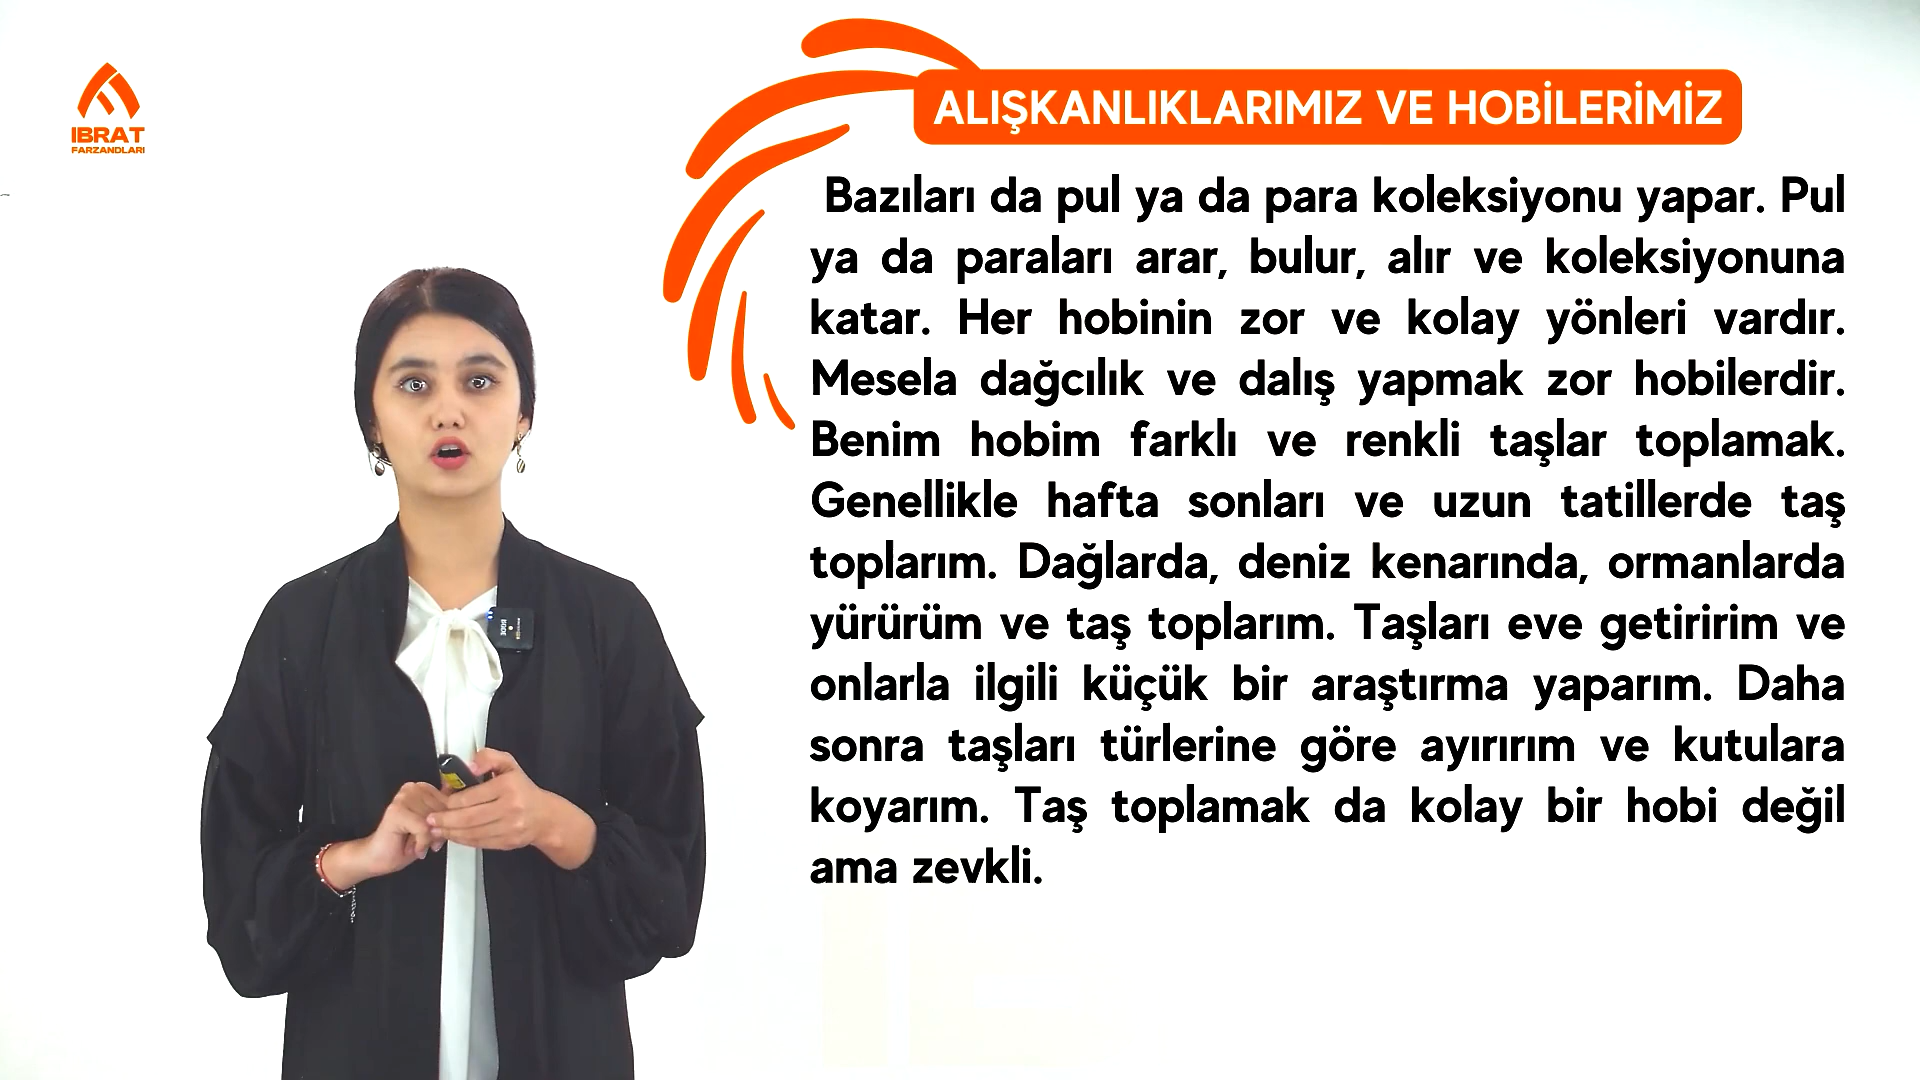 IBRAT
FARZANDLARI
ALIŞKANLIKLARIMIZ VE HOBİLERİMİZ
Bazıları da pul ya da para koleksiyonu yapar. Pul
ya da paraları arar, bulur, alır ve koleksiyonuna
katar. Her hobinin zor ve kolay yönleri vardır.
Mesela dağcılık ve dalış yapmak zor hobilerdir.
Benim hobim farklı ve renkli taşlar toplamak.
Genellikle hafta sonları ve uzun tatillerde taş
toplarım. Dağlarda, deniz kenarında, ormanlarda
yürürüm ve taş toplarım. Taşları eve getiririm ve
onlarla ilgili küçük bir araştırma yaparım. Daha
sonra taşları türlerine göre ayırırım ve kutulara
koyarım. Taş toplamak da kolay bir hobi değil
ama zevkli.